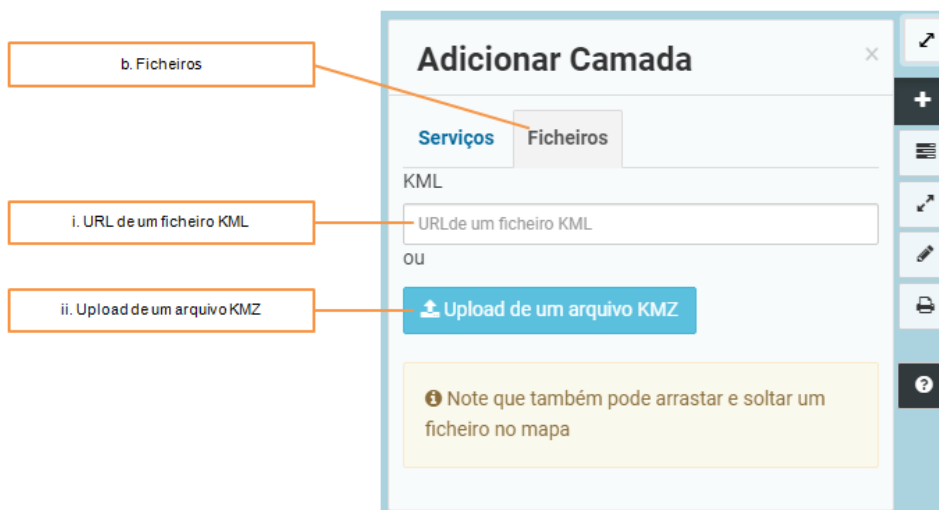 Adicionar Camada
×
b. Ficheiros
Serviços
Ficheiros
KML
i. URL de um ficheiro KML
URLde um ficheiro KML
ou
ii. Upload de um arquivo KMZ
Upload de um arquivo KMZ
Note que também pode arrastar e soltar um
ficheiro no mapa